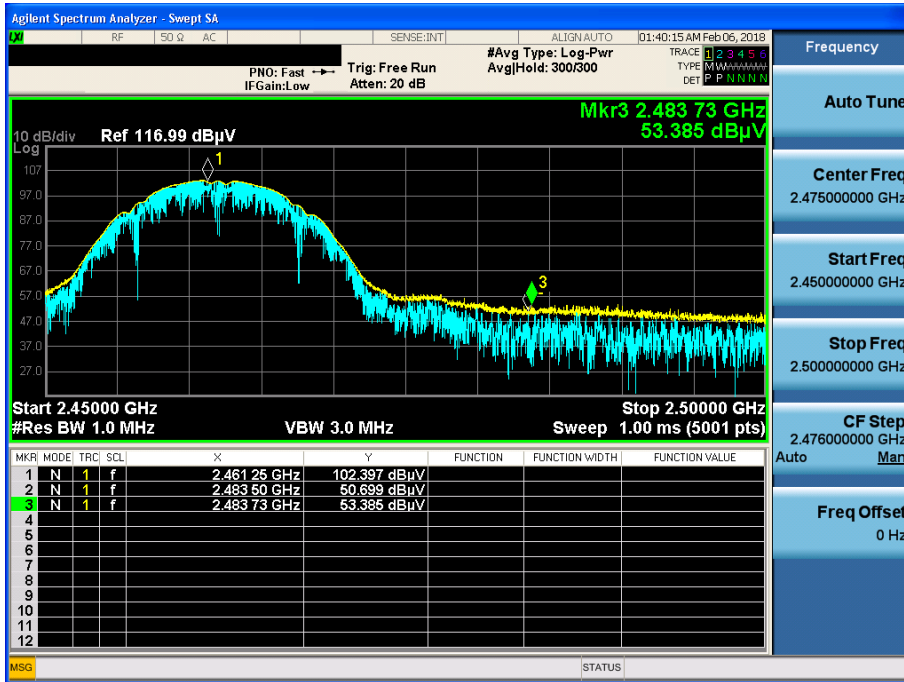 Agilent Spectrum Analyzer - Swept SA
LXI RF 50 Ω AC SENSE:INT ALIGN AUTO 01:40:15 AM Feb 06, 2018
Frequency
#Avg Type: Log-Pwr TRACE 1 2 3 4 5 6
PNO: Fast Trig: Free Run Avg|Hold: 300/300 TYPE M W
IFGain:Low Atten: 20 dB DET P P N N N N
Auto Tune
Mkr3 2.483 73 GHz
53.385 dBµV
10 dB/div Ref 116.99 dBµV
Log
1
107
97.0
87.0
77.0
67.0
57.0
47.0
37.0
27.0
3
Center Freq
2.475000000 GHz
Start Freq
2.450000000 GHz
Stop Freq
2.500000000 GHz
Start 2.45000 GHz Stop 2.50000 GHz
#Res BW 1.0 MHz VBW 3.0 MHz Sweep 1.00 ms (5001 pts)
CF Step
2.476000000 GHz
Auto Man
MKR MODE TRC SCL X Y FUNCTION FUNCTION WIDTH FUNCTION VALUE
1 N 1 f 2.461 25 GHz 102.397 dBµV
2 N 1 f 2.483 50 GHz 50.699 dBµV
3 N 1 f 2.483 73 GHz 53.385 dBµV
4
5
6
7
8
9
10
11
12
Freq Offset
0 Hz
MSG STATUS